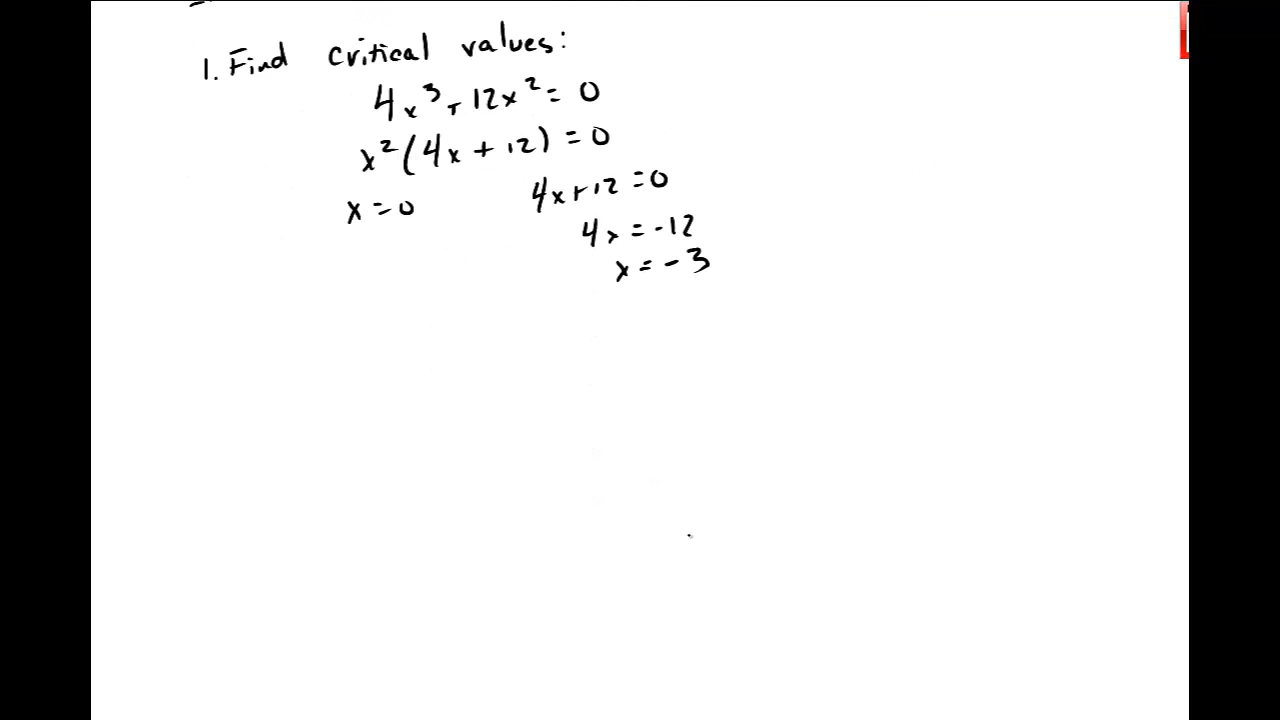 1. Find critical values:
4x³ + 12x² = 0
x²(4x + 12) = 0
x = 0 4x + 12 = 0
4x = -12
x = -3